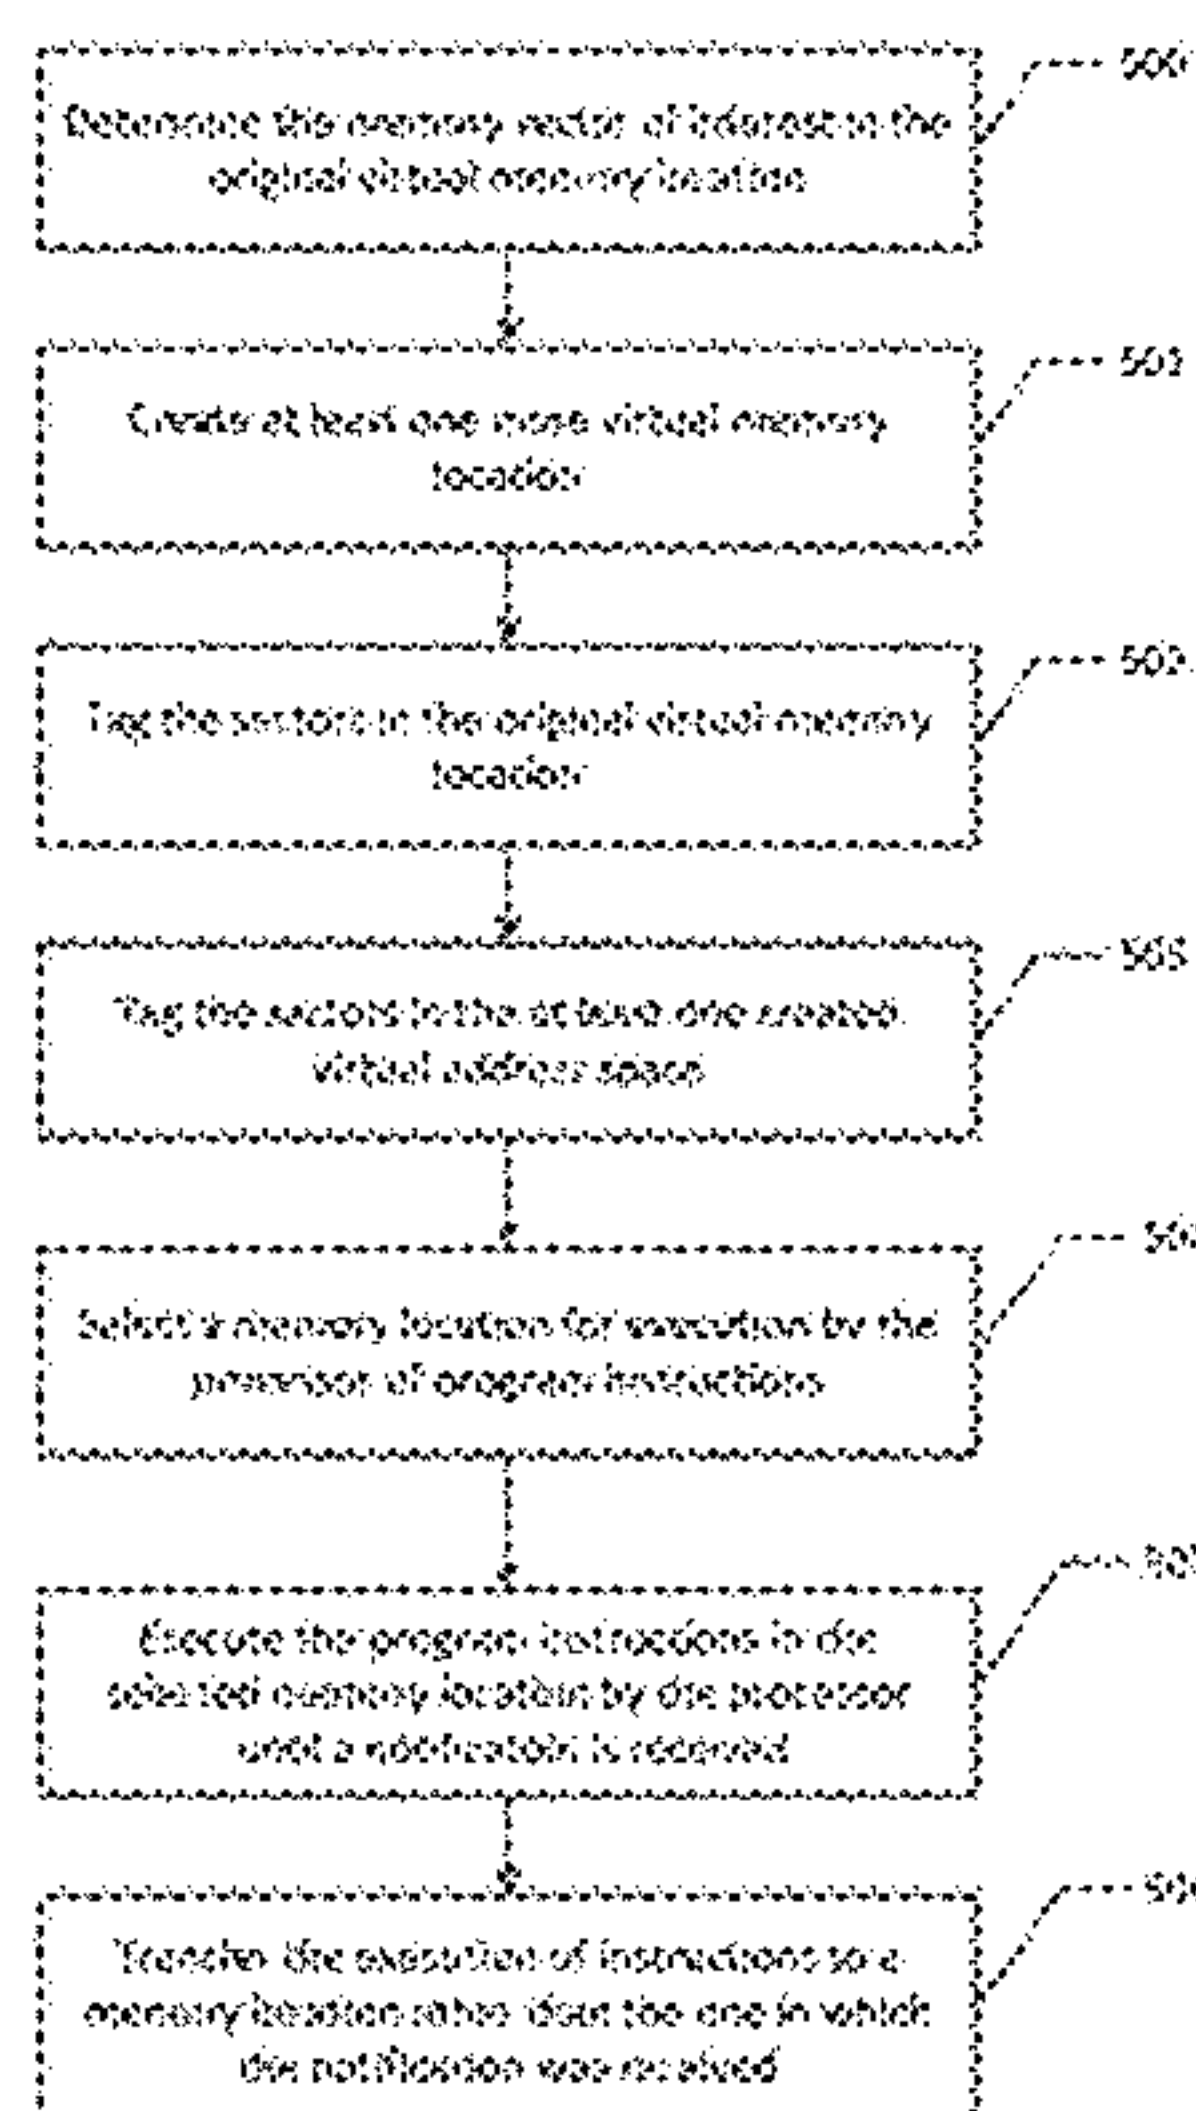 500
Determine the memory sector of interest in the
original virtual memory location
501
Create at least one more virtual memory
location
502
Tag the sectors in the original virtual memory
location
503
Tag the sectors in the at least one created
virtual address space
Select a memory location for execution by the
processor of program instructions
Execute the program instructions in the
selected memory location by the processor
until a notification is received
Transfer the execution of instructions to a
memory location other than the one in which
the notification was received